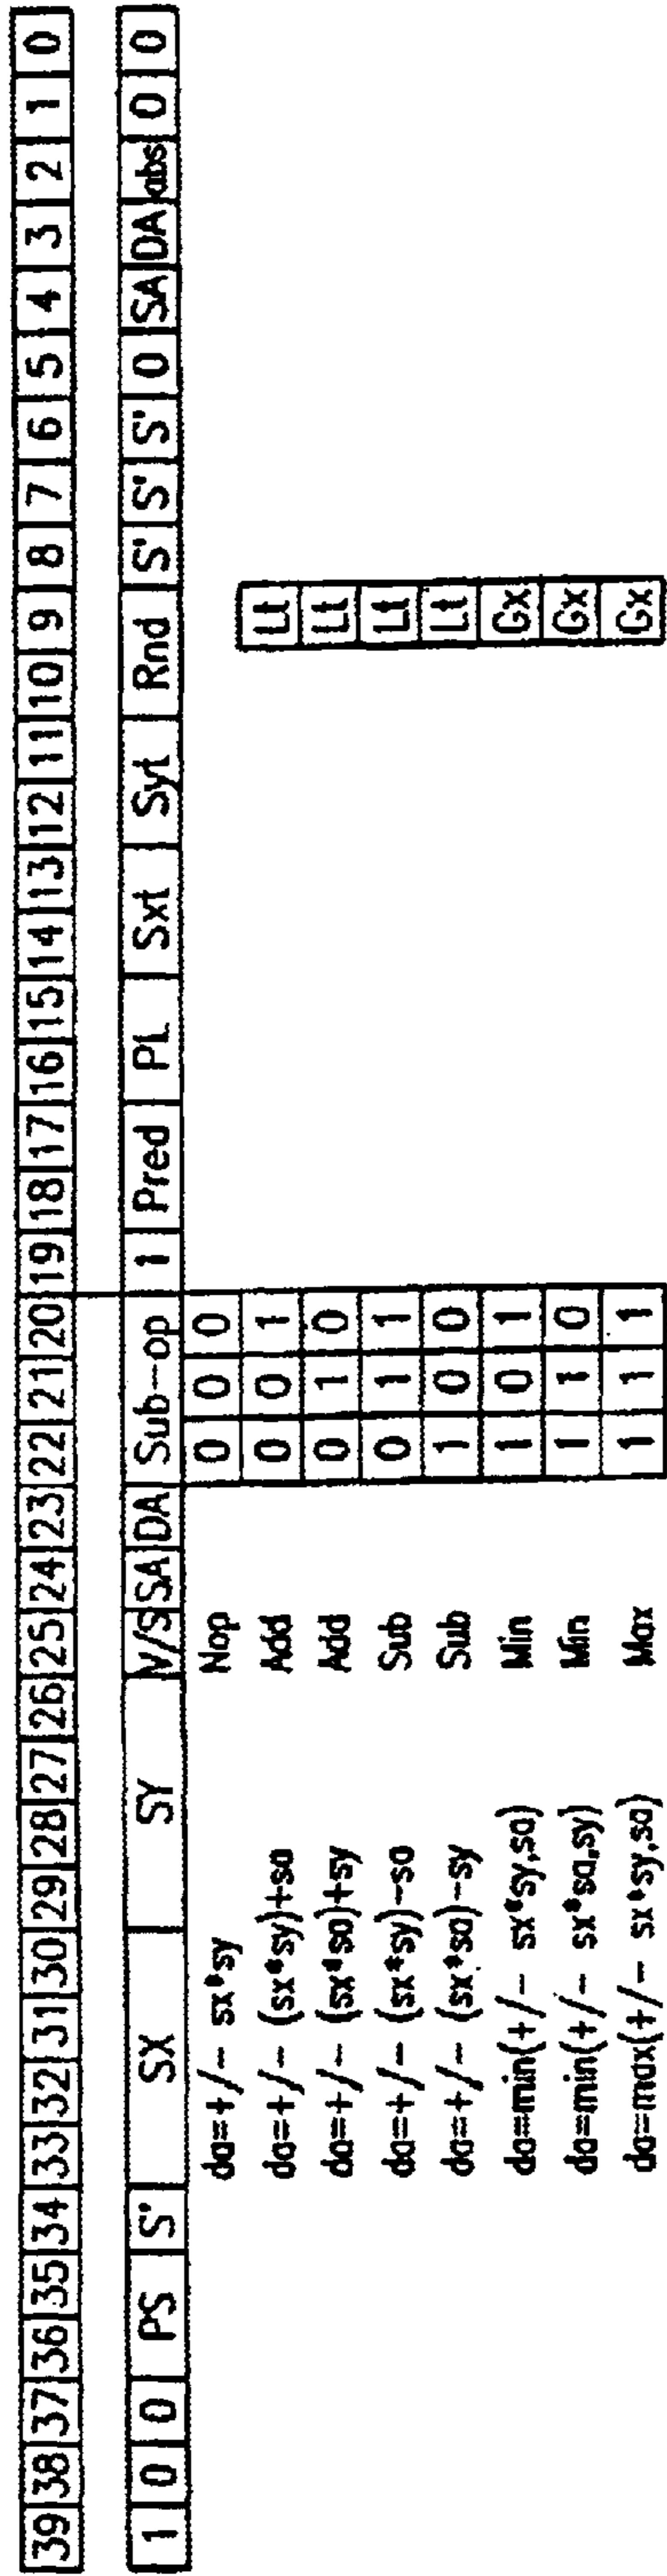 39 38 37 36 35 34 33 32 31 30 29 28 27 26 25 24 23 22 21 20 19 18 17 16 15 14 13 12 11 10 9 8 7 6 5 4 3 2 1 0
1 0 0 PS S' SX SY V/S SA DA Sub-op 1 Pred PL Sxt Syt Rnd S' S' S' 0 SA DA abs 0 0
da=+/- sx*sy Nop 0 0 0
da=+/- (sx*sy)+sa Add 0 0 1 Lt
da=+/- (sx*sa)+sy Add 0 1 0 Lt
da=+/- (sx*sy)-sa Sub 0 1 1 Lt
da=+/- (sx*sa)-sy Sub 1 0 0 Lt
da=min(+/- sx*sy,sa) Min 1 0 1 Gx
da=min(+/- sx*sa,sy) Min 1 1 0 Gx
da=max(+/- sx*sy,sa) Max 1 1 1 Gx